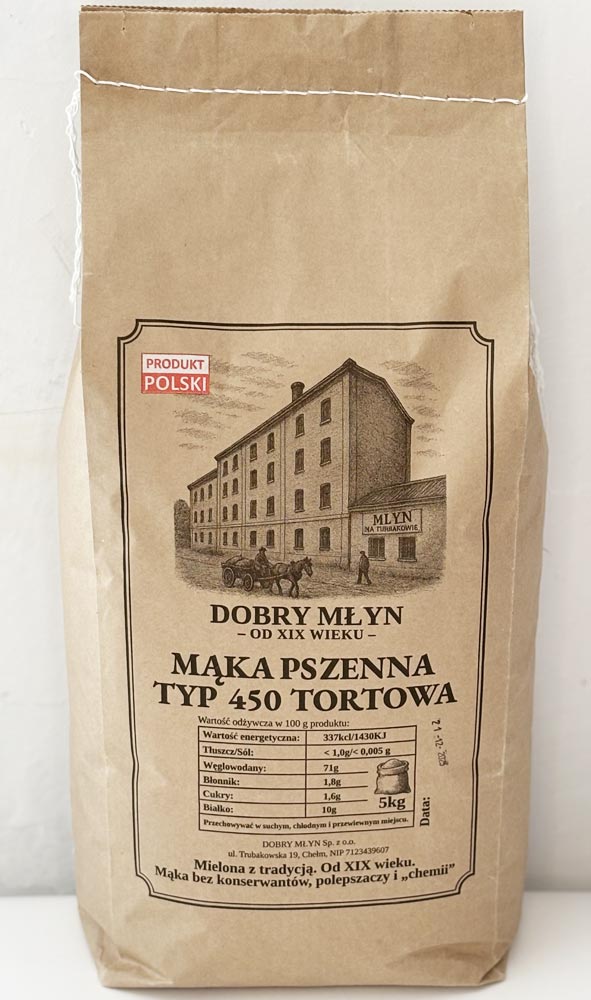 PRODUKT
POLSKI
MŁYN
NA TURBAKOWIE
DOBRY MŁYN
– OD XIX WIEKU –
MĄKA PSZENNA
TYP 450 TORTOWA
Wartość odżywcza w 100 g produktu:
Wartość energetyczna: 337kcl/1430KJ
Tłuszcz/Sól: < 1,0g/< 0,005 g
Węglowodany: 71g
Błonnik: 1,8g
Cukry: 1,6g
Białko: 10g
5kg
Przechowywać w suchym, chłodnym i przewiewnym miejscu.
Data:
DOBRY MŁYN Sp. z o.o.
ul. Trubakowska 19, Chełm, NIP 7123439607
Mielona z tradycją. Od XIX wieku.
Mąka bez konserwantów, polepszaczy i „chemii”